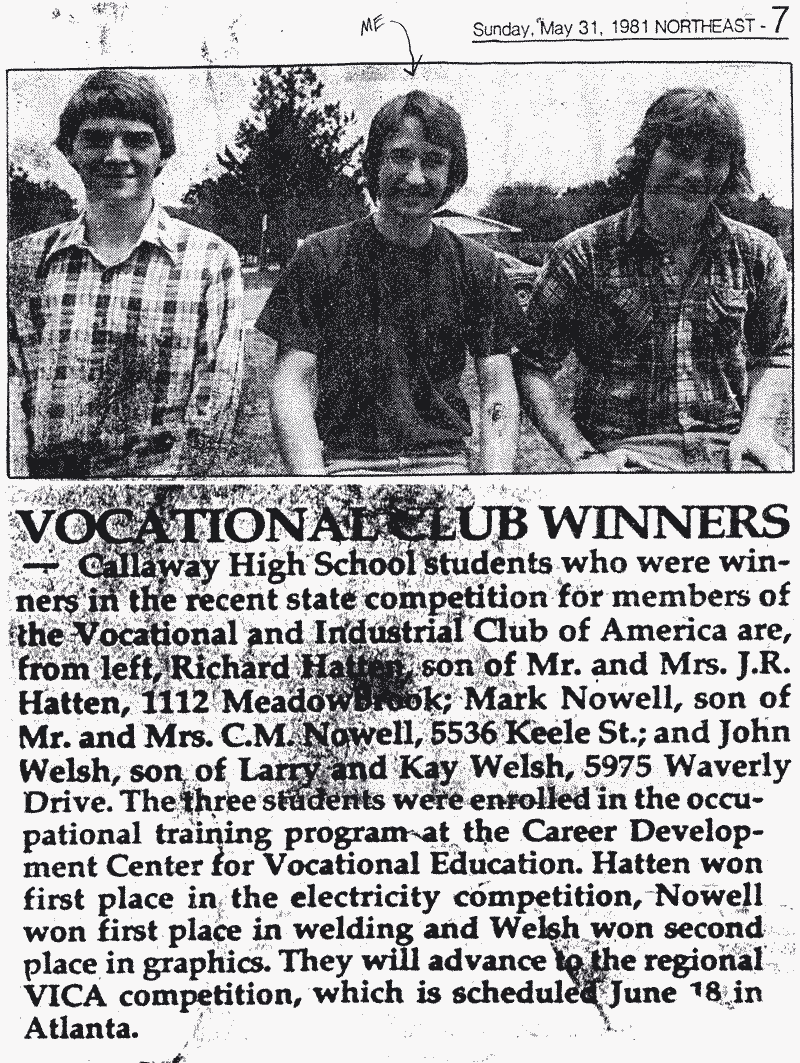 ME
Sunday, May 31, 1981 NORTHEAST - 7
VOCATIONAL CLUB WINNERS
— Callaway High School students who were win-
ners in the recent state competition for members of
the Vocational and Industrial Club of America are,
from left, Richard Hatten, son of Mr. and Mrs. J.R.
Hatten, 1112 Meadowbrook; Mark Nowell, son of
Mr. and Mrs. C.M. Nowell, 5536 Keele St.; and John
Welsh, son of Larry and Kay Welsh, 5975 Waverly
Drive. The three students were enrolled in the occu-
pational training program at the Career Develop-
ment Center for Vocational Education. Hatten won
first place in the electricity competition, Nowell
won first place in welding and Welsh won second
place in graphics. They will advance to the regional
VICA competition, which is scheduled June 18 in
Atlanta.